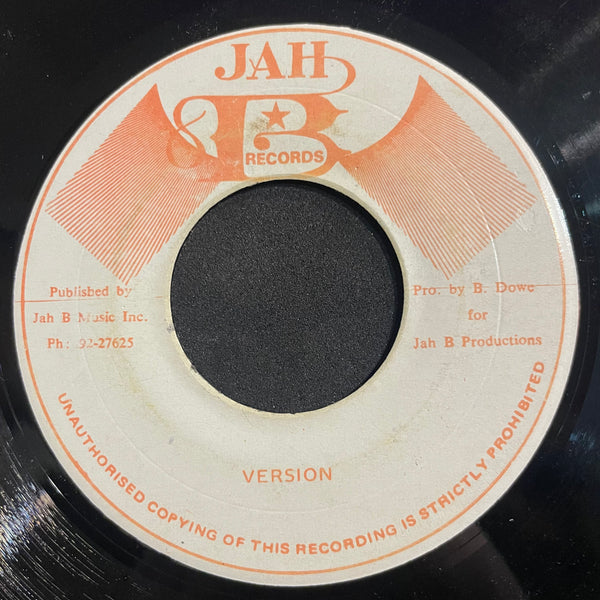 JAH
B
RECORDS
Published by
Jah B Music Inc.
Ph: 92-27625
Pro. by B. Dowe
for
Jah B Productions
VERSION
UNAUTHORISED COPYING OF THIS RECORDING IS STRICTLY PROHIBITED